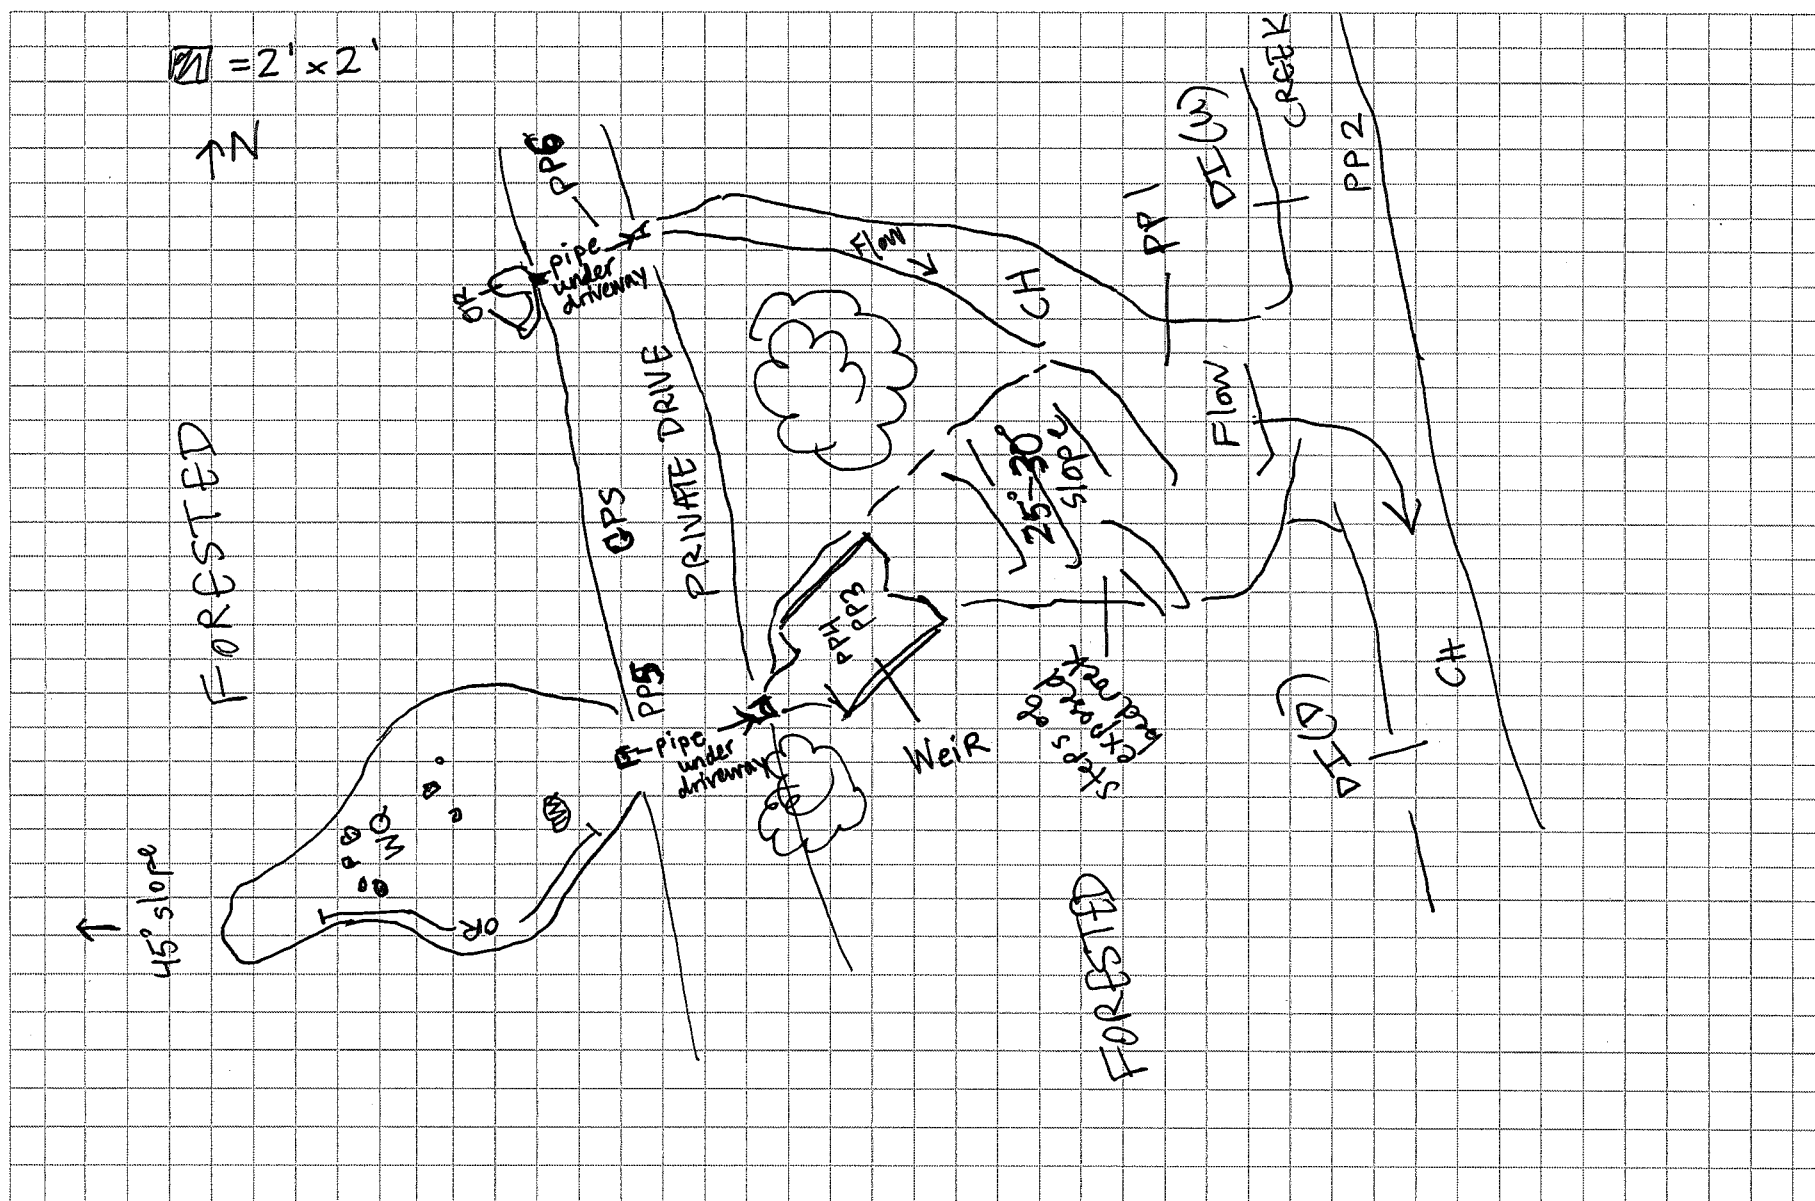 = 2' x 2'
N
PP6
pipe
under
driveway
OR
Flow
CH
PP1
DI(U)
CREEK
PP2
FORESTED
GPS
PRIVATE DRIVE
25°-30°
slope
Flow
PP4
PP3
PP5
pipe
under
driveway
WeiR
Steps of
exposed
bedrock
CH
DI(D)
WQ
OR
45° slope
FORESTED